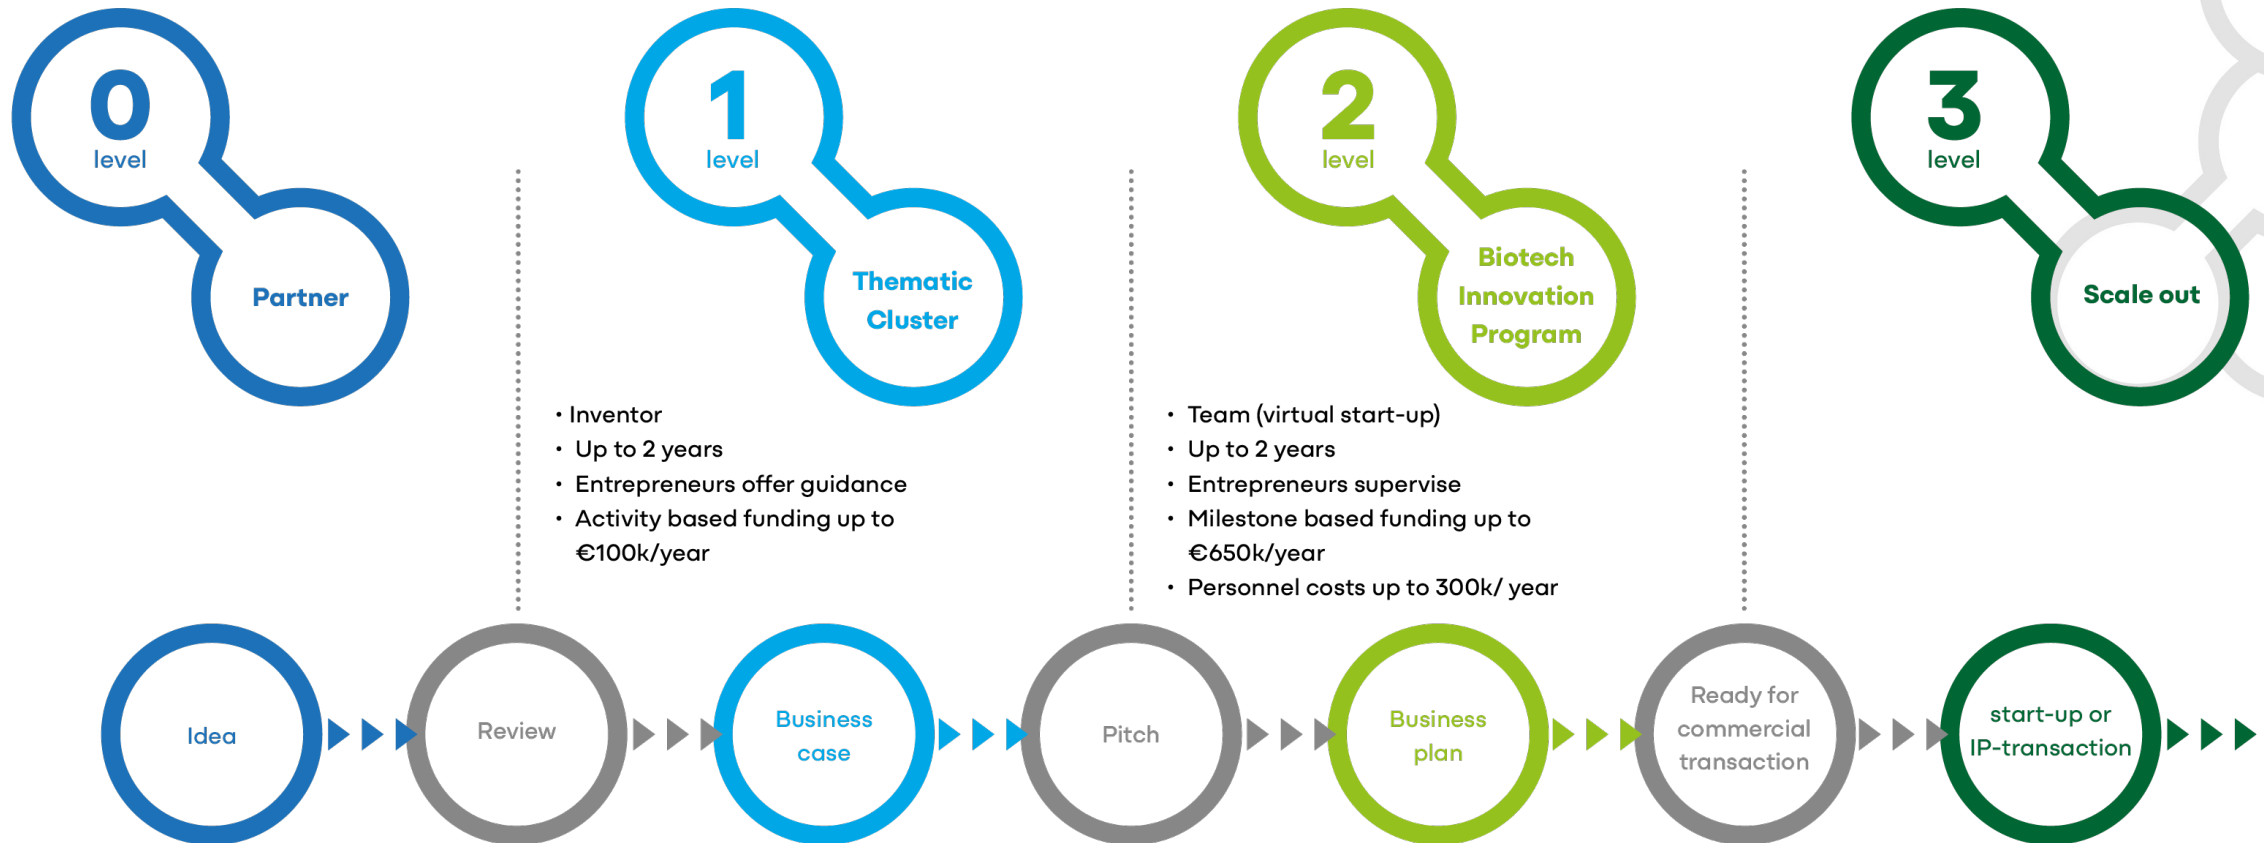 0
level
Partner
1
level
Thematic
Cluster
2
level
Biotech
Innovation
Program
3
level
Scale out
• Inventor
• Up to 2 years
• Entrepreneurs offer guidance
• Activity based funding up to
€100k/year
• Team (virtual start-up)
• Up to 2 years
• Entrepreneurs supervise
• Milestone based funding up to
€650k/year
• Personnel costs up to 300k/ year
Idea
Review
Business
case
Pitch
Business
plan
Ready for
commercial
transaction
start-up or
IP-transaction